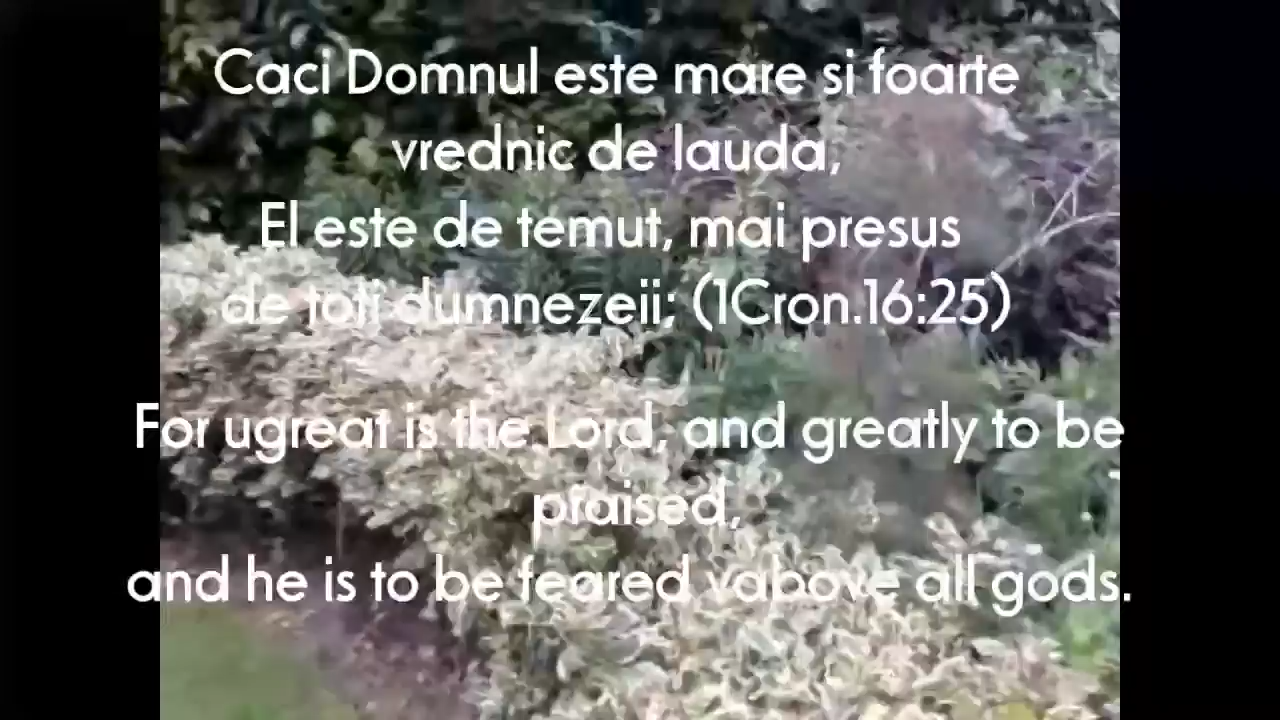 Caci Domnul este mare si foarte
vrednic de lauda,
El este de temut, mai presus
de toti dumnezeii; (1Cron.16:25)
For ugreat is the Lord, and greatly to be
praised,
and he is to be feared vabove all gods.